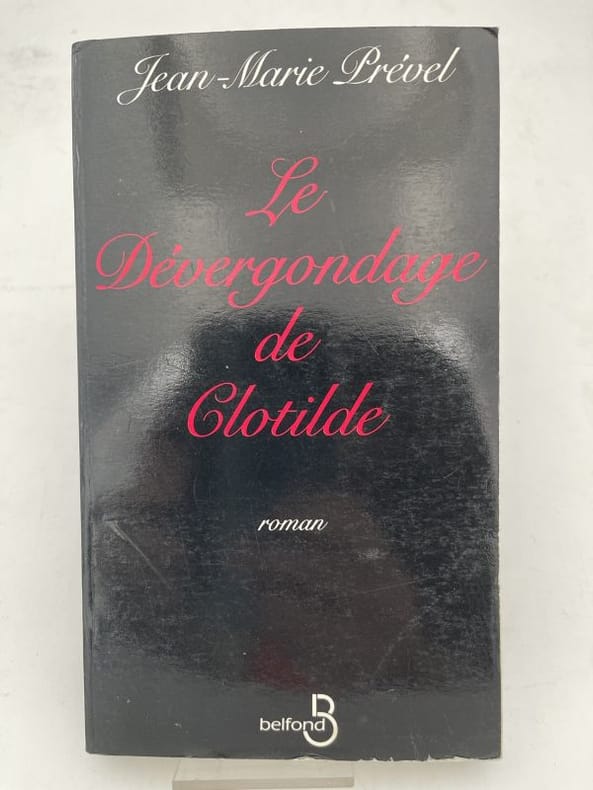 Jean-Marie Prével
Le
Dévergondage
de
Clotilde
roman
belfond